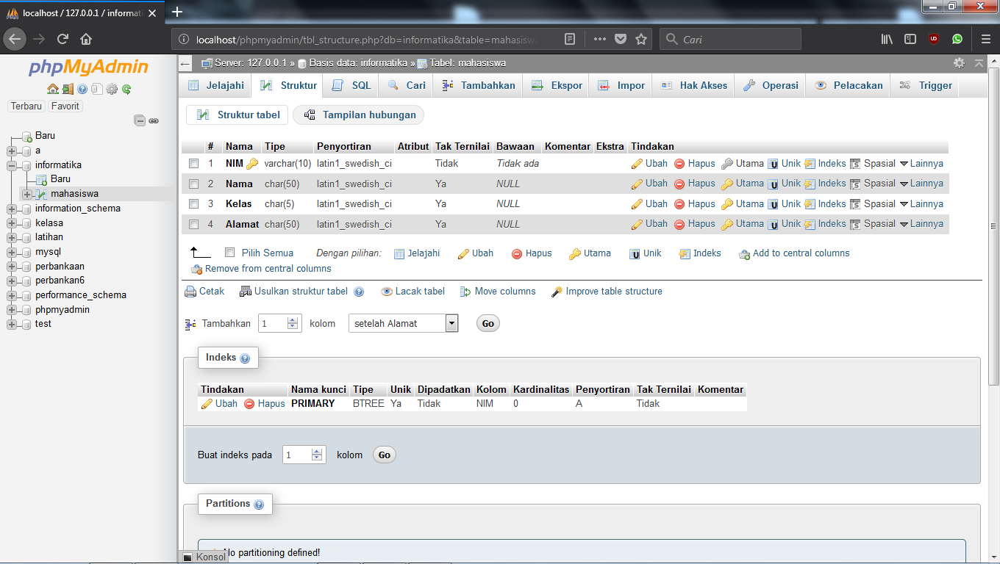 localhost / 127.0.0.1 / informati
localhost/phpmyadmin/tbl_structure.php?db=informatika&table=mahasiswa
Cari
phpMyAdmin
Terbaru Favorit
Baru
a
informatika
Baru
mahasiswa
information_schema
kelasa
latihan
mysql
perbankaan
perbankan6
performance_schema
phpmyadmin
test
Server: 127.0.0.1 » Basis data: informatika » Tabel: mahasiswa
Jelajahi Struktur SQL Cari Tambahkan Ekspor Impor Hak Akses Operasi Pelacakan Trigger
Struktur tabel Tampilan hubungan
# Nama Tipe Penyortiran Atribut Tak Ternilai Bawaan Komentar Ekstra Tindakan
1 NIM varchar(10) latin1_swedish_ci Tidak Tidak ada Ubah Hapus Utama Unik Indeks Spasial Lainnya
2 Nama char(50) latin1_swedish_ci Ya NULL Ubah Hapus Utama Unik Indeks Spasial Lainnya
3 Kelas char(5) latin1_swedish_ci Ya NULL Ubah Hapus Utama Unik Indeks Spasial Lainnya
4 Alamat char(50) latin1_swedish_ci Ya NULL Ubah Hapus Utama Unik Indeks Spasial Lainnya
Pilih Semua Dengan pilihan: Jelajahi Ubah Hapus Utama Unik Indeks Add to central columns
Remove from central columns
Cetak Usulkan struktur tabel Lacak tabel Move columns Improve table structure
Tambahkan 1 kolom setelah Alamat Go
Indeks
Tindakan Nama kunci Tipe Unik Dipadatkan Kolom Kardinalitas Penyortiran Tak Ternilai Komentar
Ubah Hapus PRIMARY BTREE Ya Tidak NIM 0 A Tidak
Buat indeks pada 1 kolom Go
Partitions
No partitioning defined!
Konsol